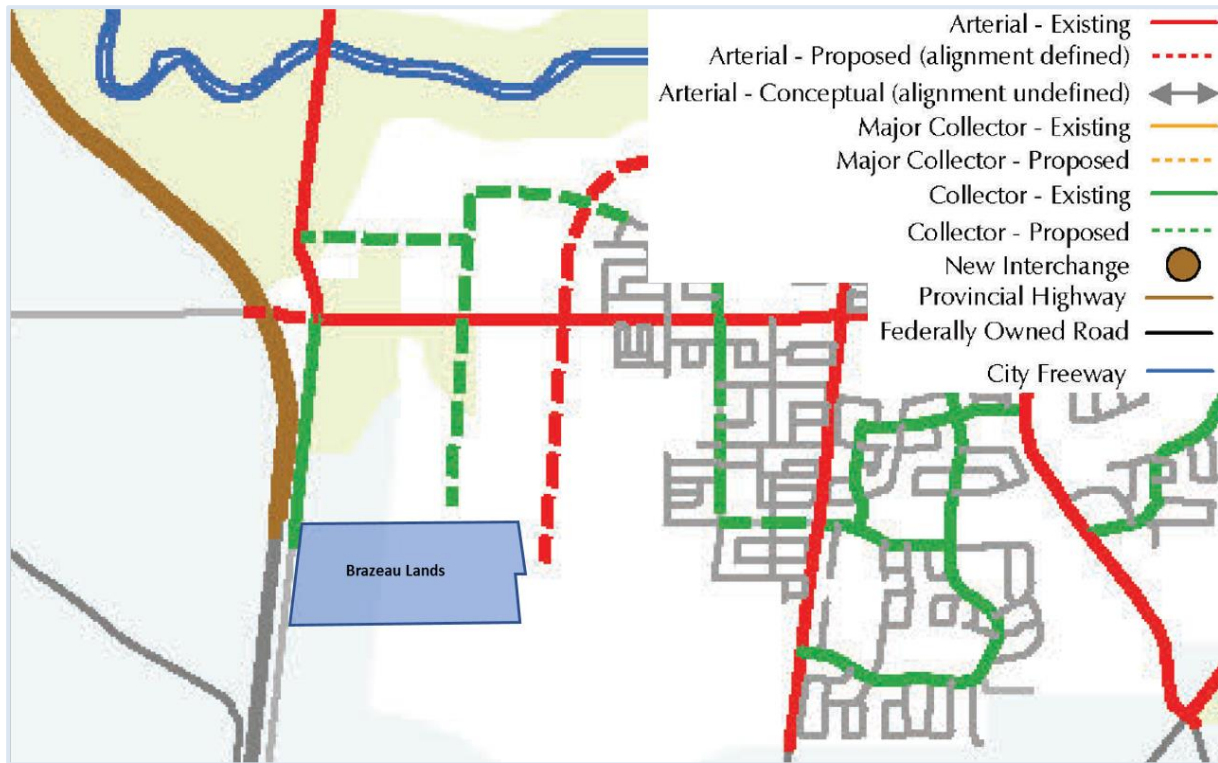 Arterial - Existing
Arterial - Proposed (alignment defined)
Arterial - Conceptual (alignment undefined)
Major Collector - Existing
Major Collector - Proposed
Collector - Existing
Collector - Proposed
New Interchange
Provincial Highway
Federally Owned Road
City Freeway
Brazeau Lands